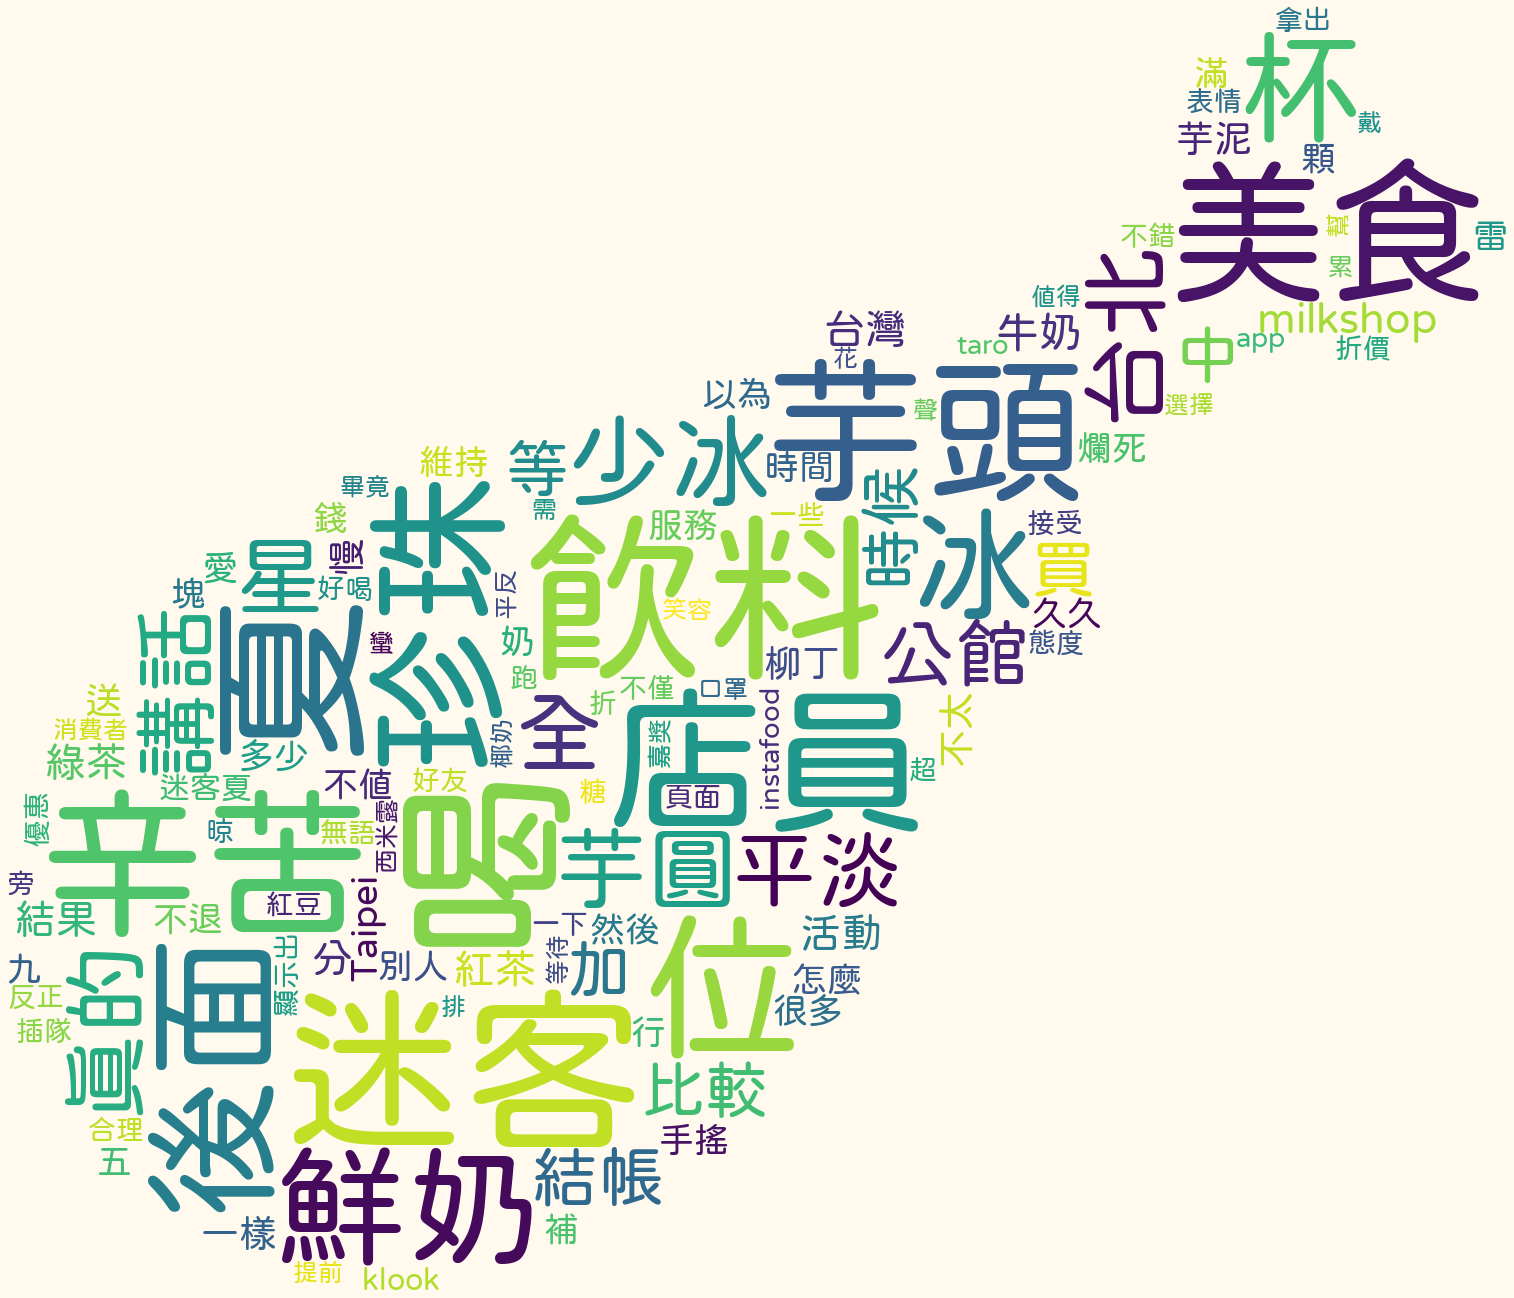 拿出
杯
滿
表情
戴
芋泥
顆
美食
幫
雷
不錯
累
台北
值得
milkshop
牛奶
台灣
taro
中
app
折價
花
芋頭
以為
聲
選擇
爛死
等
少冰
時間
維持
畢竟
需
時候
珍珠
錢
飲料
服務
一些
冰
接受
買
慢
星
愛
好喝
塊
平反
笑容
久久
態度
公館
夏
講話
蠻
奶
柳丁
跑
不僅
口罩
折
全
店員
instafood
不太
送
消費者
綠茶
多少
椰奶
嘉獎
超
迷客夏
不值
好友
糖
頁面
優惠
辛苦
晾
無語
西米露
喝
芋圓
平淡
旁
紅豆
結果
不退
Taipei
一下
然後
活動
位
顯示出
分
別人
紅茶
等待
加
九
真的
後面
怎麼
很多
反正
插隊
迷客
排
行
比較
合理
五
手搖
鮮奶
結帳
一樣
補
提前
klook